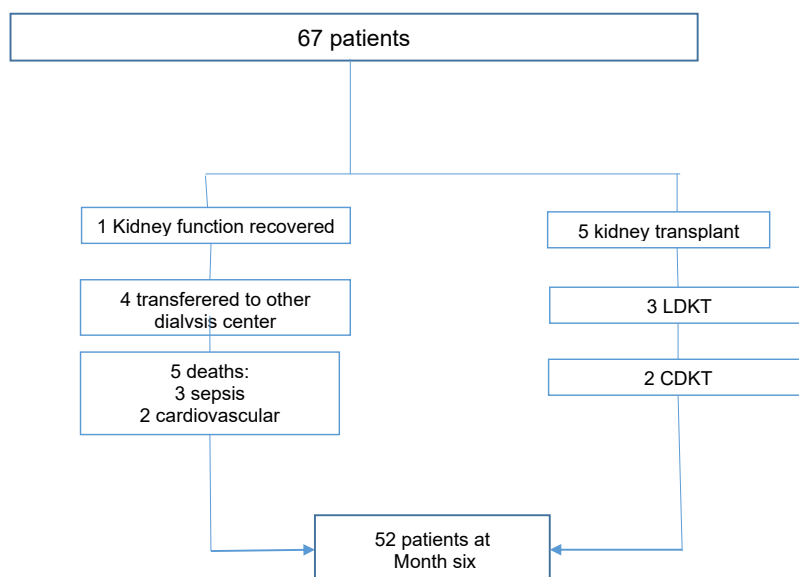 67 patients
1 Kidney function recovered
4 transferered to other
dialysis center
5 deaths:
3 sepsis
2 cardiovascular
5 kidney transplant
3 LDKT
2 CDKT
52 patients at
Month six